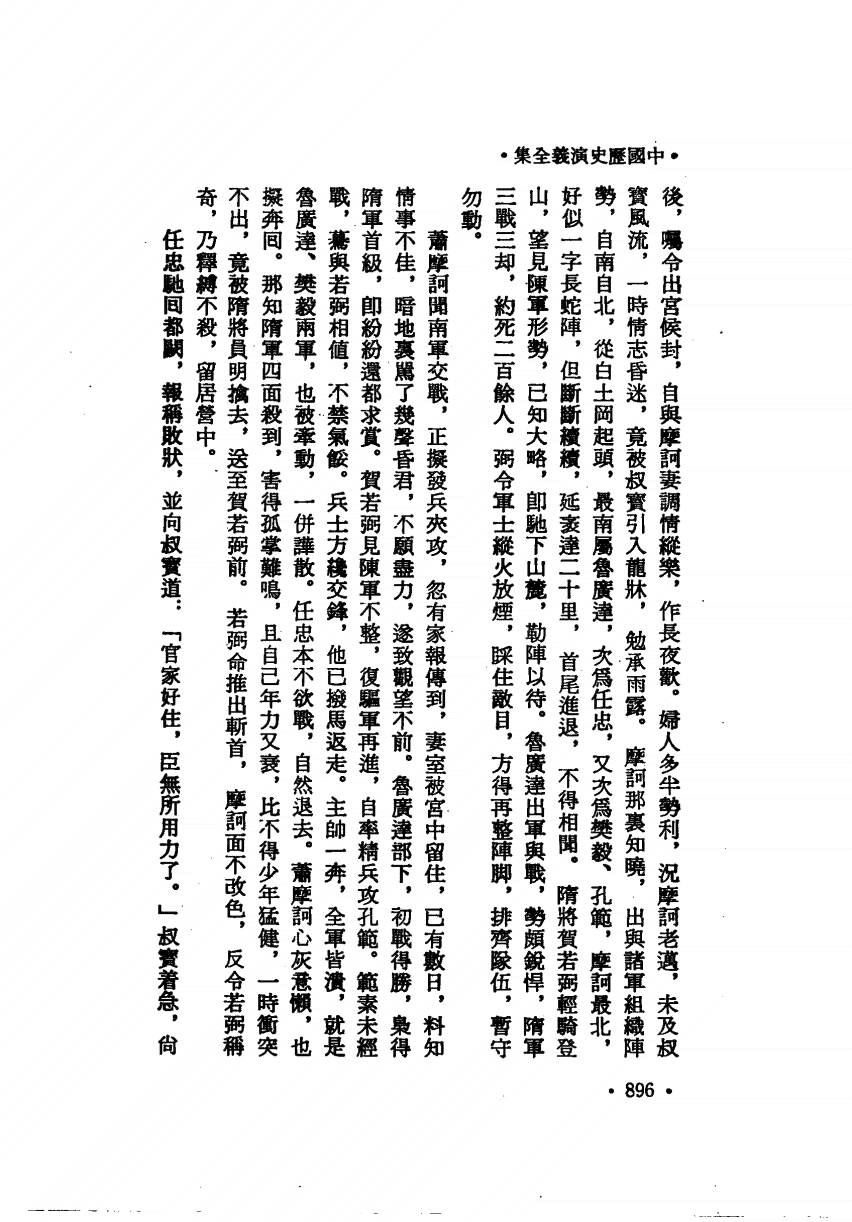 •中國歷史演義全集•
後，囑令出宮候封，自與摩訶妻調情縱樂，作長夜歡。婦人多半勢利，況摩訶老邁，未及叔
寶風流，一時情志昏迷，竟被叔寶引入龍牀，勉承雨露。摩訶那裏知曉，出與諸軍組織陣
勢，自南自北，從白土岡起頭，最南屬魯廣達，次爲任忠，又次爲樊毅、孔範，摩訶最北，
好似一字長蛇陣，但斷斷續續，延袤達二十里，首尾進退，不得相聞。隋將賀若弼輕騎登
山，望見陳軍形勢，已知大略，卽馳下山麓，勒陣以待。魯廣達出軍與戰，勢頗銳悍，隋軍
三戰三却，約死二百餘人。弼令軍士縱火放煙，睬住敵目，方得再整陣脚，排齊隊伍，暫守
勿動。
蕭摩訶聞南軍交戰，正擬發兵夾攻，忽有家報傳到，妻室被宮中留住，已有數日，料知
情事不佳，暗地裏駡了幾聲昏君，不願盡力，遂致觀望不前。魯廣達部下，初戰得勝，梟得
隋軍首級，卽紛紛還都求賞。賀若弼見陳軍不整，復驅軍再進，自率精兵攻孔範。範素未經
戰，驀與若弼相値，不禁氣餒。兵士方纔交鋒，他已撥馬返走。主帥一奔，全軍皆潰，就是
魯廣達、樊毅兩軍，也被牽動，一併譁散。任忠本不欲戰，自然退去。蕭摩訶心灰意懶，也
擬奔回。那知隋軍四面殺到，害得孤掌難鳴，且自己年力又衰，比不得少年猛健，一時衝突
不出，竟被隋將員明擒去，送至賀若弼前。若弼命推出斬首，摩訶面不改色，反令若弼稱
奇，乃釋縛不殺，留居營中。
任忠馳回都闕，報稱敗狀，並向叔寶道：「官家好住，臣無所用力了。」叔寶着急，尙
•896•